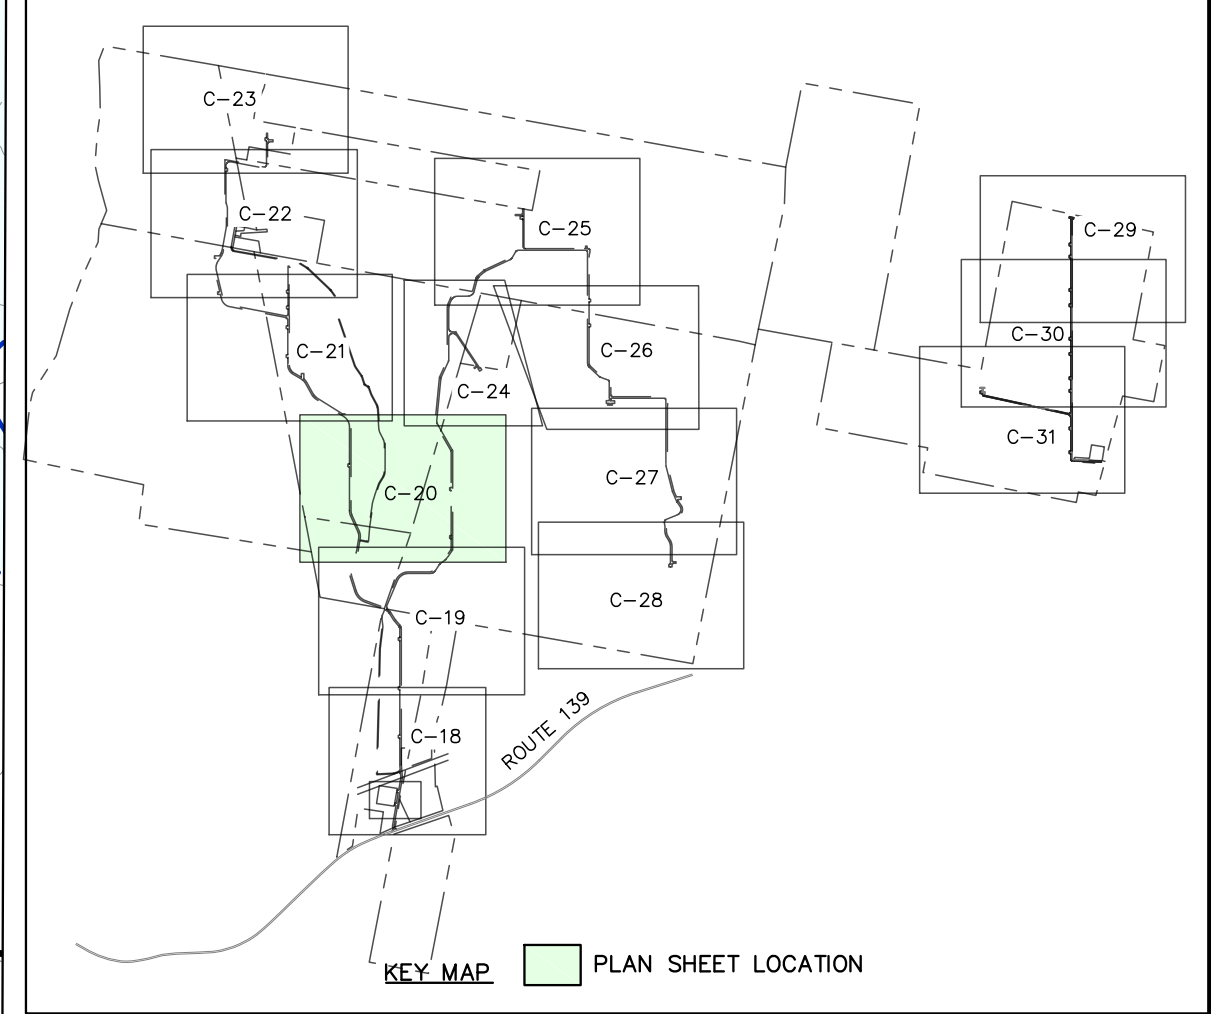 C-23
C-22
C-25
C-29
C-30
C-21
C-26
C-24
C-31
C-27
C-20
C-28
C-19
ROUTE 139
C-18
KEY MAP
PLAN SHEET LOCATION